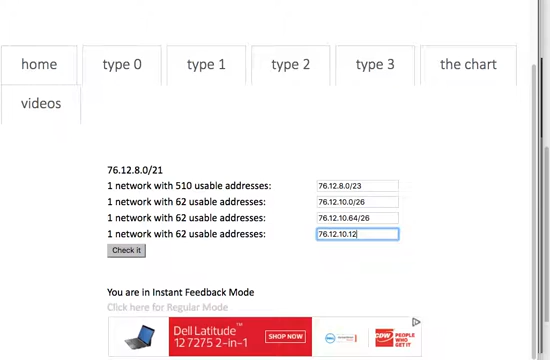 home type 0 type 1 type 2 type 3 the chart
videos
76.12.8.0/21
1 network with 510 usable addresses: 76.12.8.0/23
1 network with 62 usable addresses: 76.12.10.0/26
1 network with 62 usable addresses: 76.12.10.64/26
1 network with 62 usable addresses: 76.12.10.12
Check it
You are in Instant Feedback Mode
Click here for Regular Mode
Dell Latitude™
12 7275 2-in-1
SHOP NOW
DELL
CDW
PEOPLE
WHO
GET IT